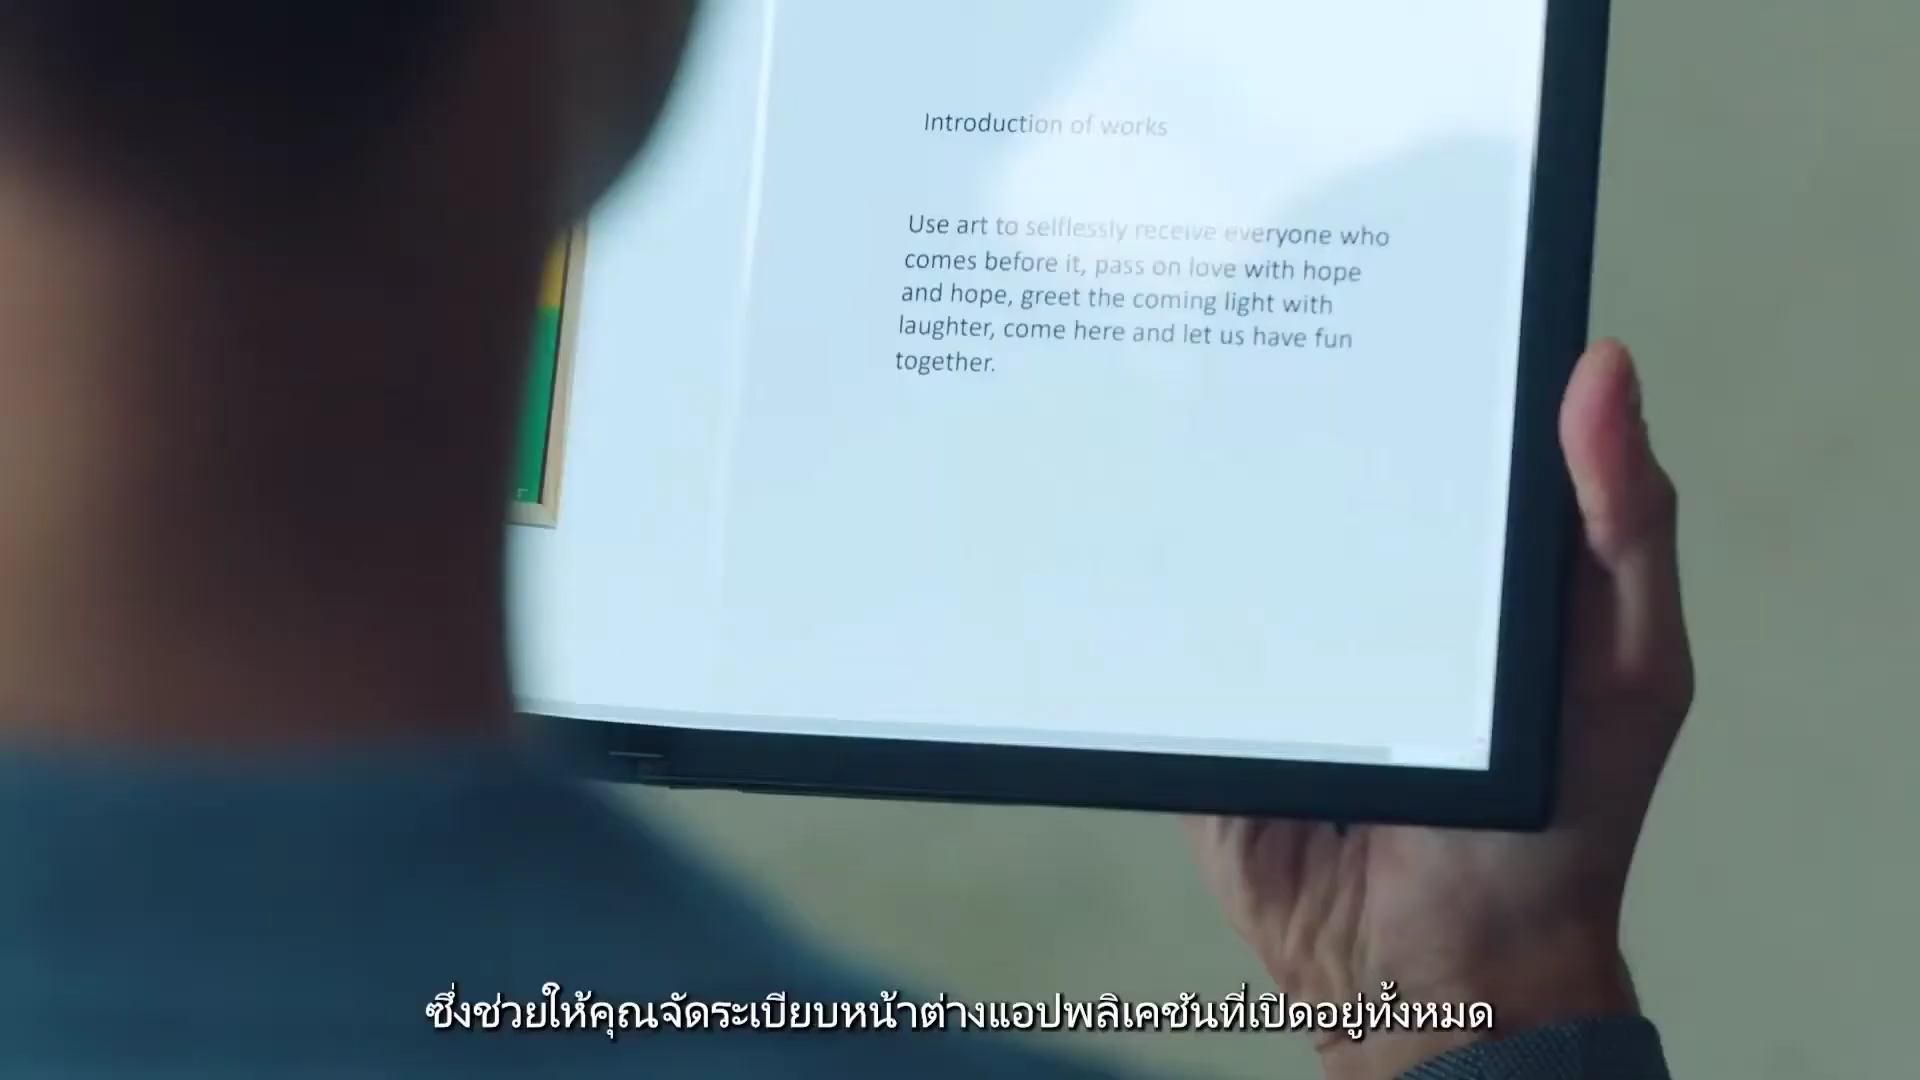 Introduction of works
Use art to selflessly receive everyone who
comes before it, pass on love with hope
and hope, greet the coming light with
laughter, come here and let us have fun
together.
ซึ่งช่วยให้คุณจัดระเบียบหน้าต่างแอปพลิเคชันที่เปิดอยู่ทั้งหมด